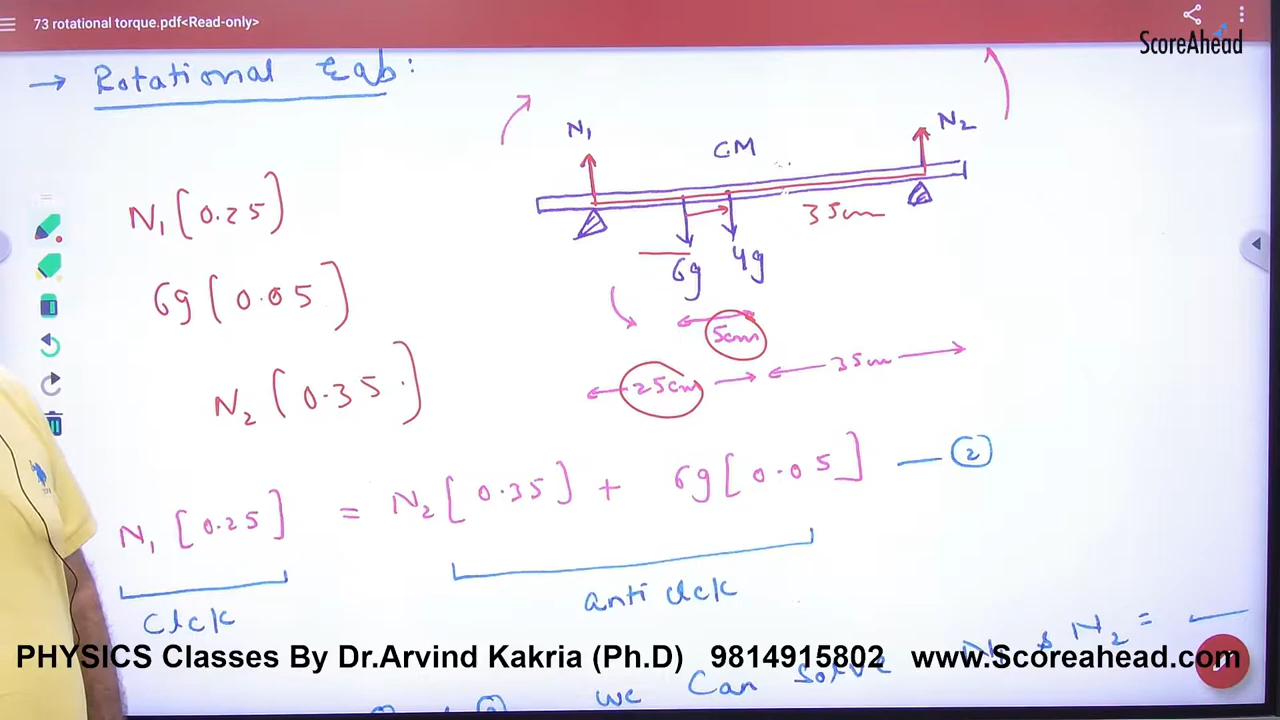 73 rotational torque.pdf<Read-only>
ScoreAhead
→ Rotational Eqb:
N₁ CM N₂
N₁[0.25]
35cm
6g 4g
6g[0.05]
5cm
N₂(0.35)
25cm 35cm
N₁[0.25] = N₂[0.35] + 6g[0.05] — ②
clck
anti clck
N₂ = —
PHYSICS Classes By Dr.Arvind Kakria (Ph.D) 9814915802 www.Scoreahead.com
we can solve